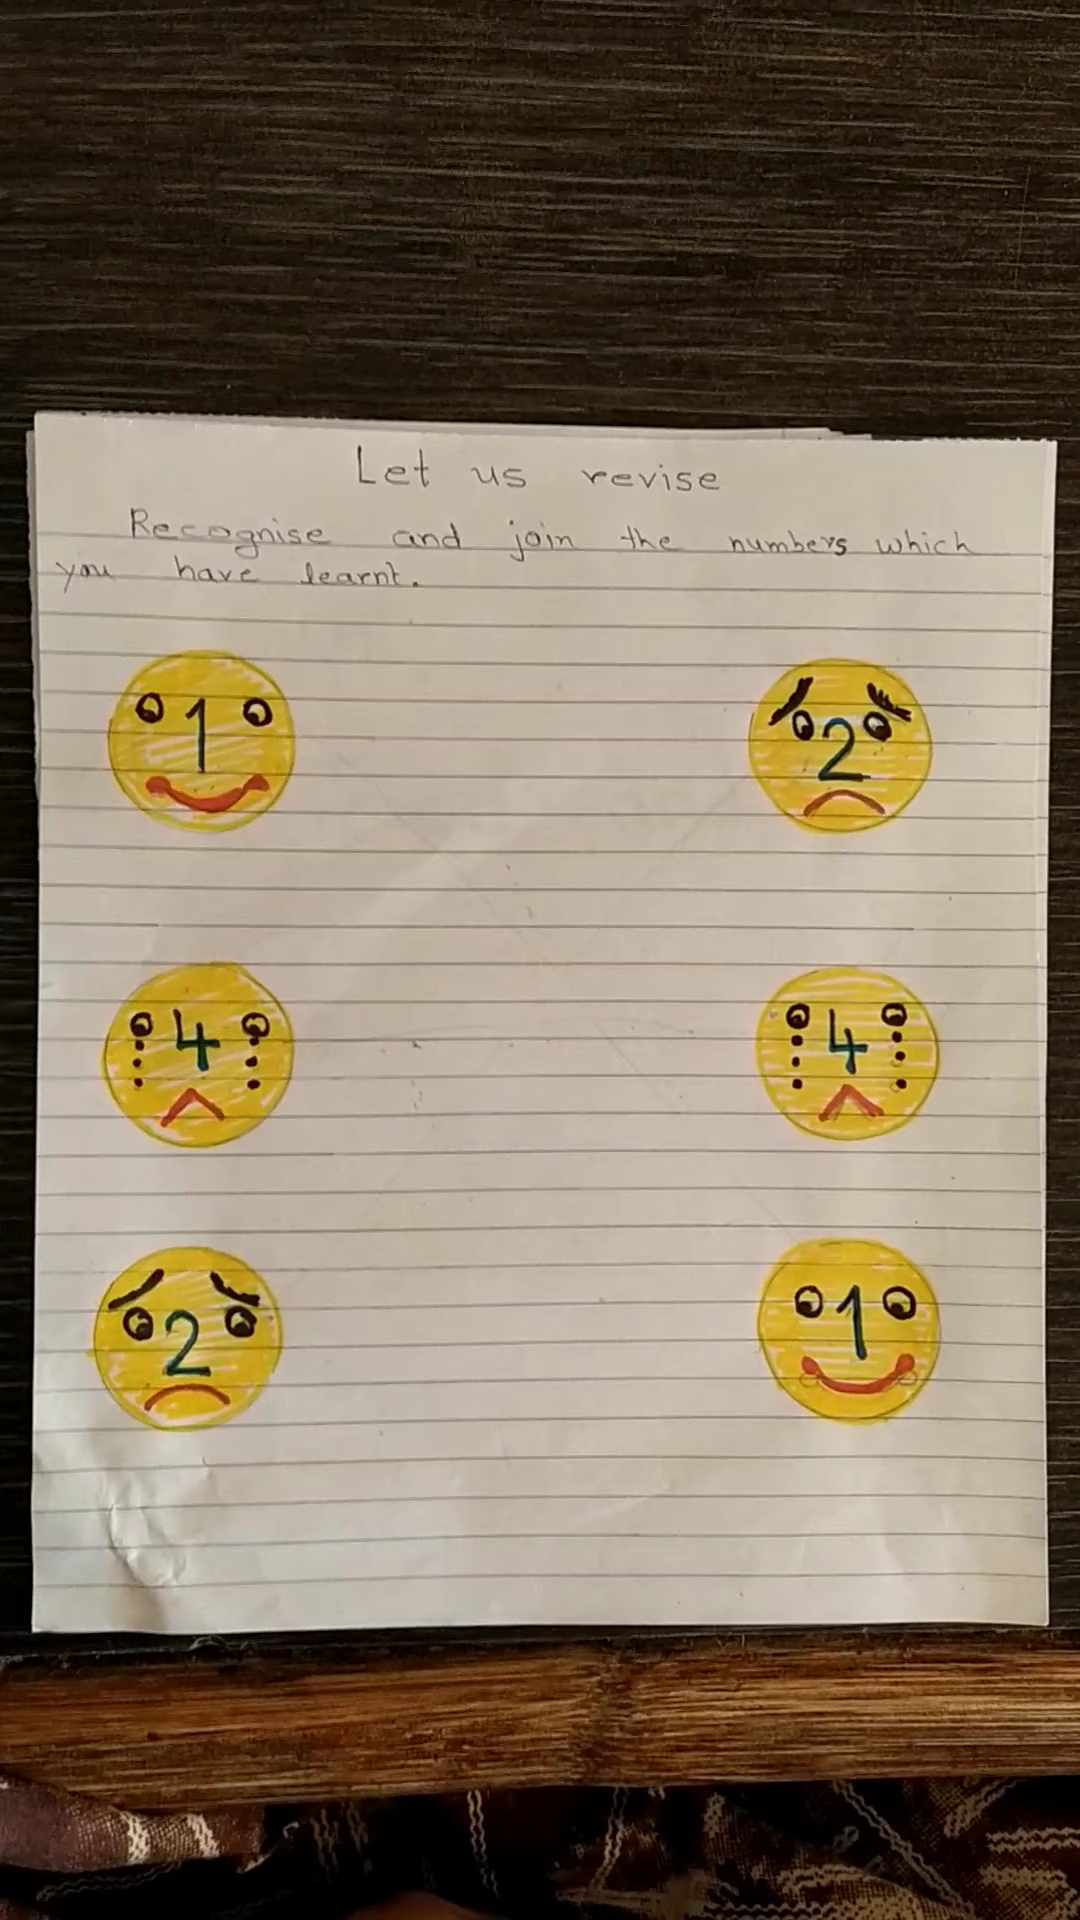 Let us revise
Recognise and join the numbers which
you have learnt.
1 2
4 4
2 1